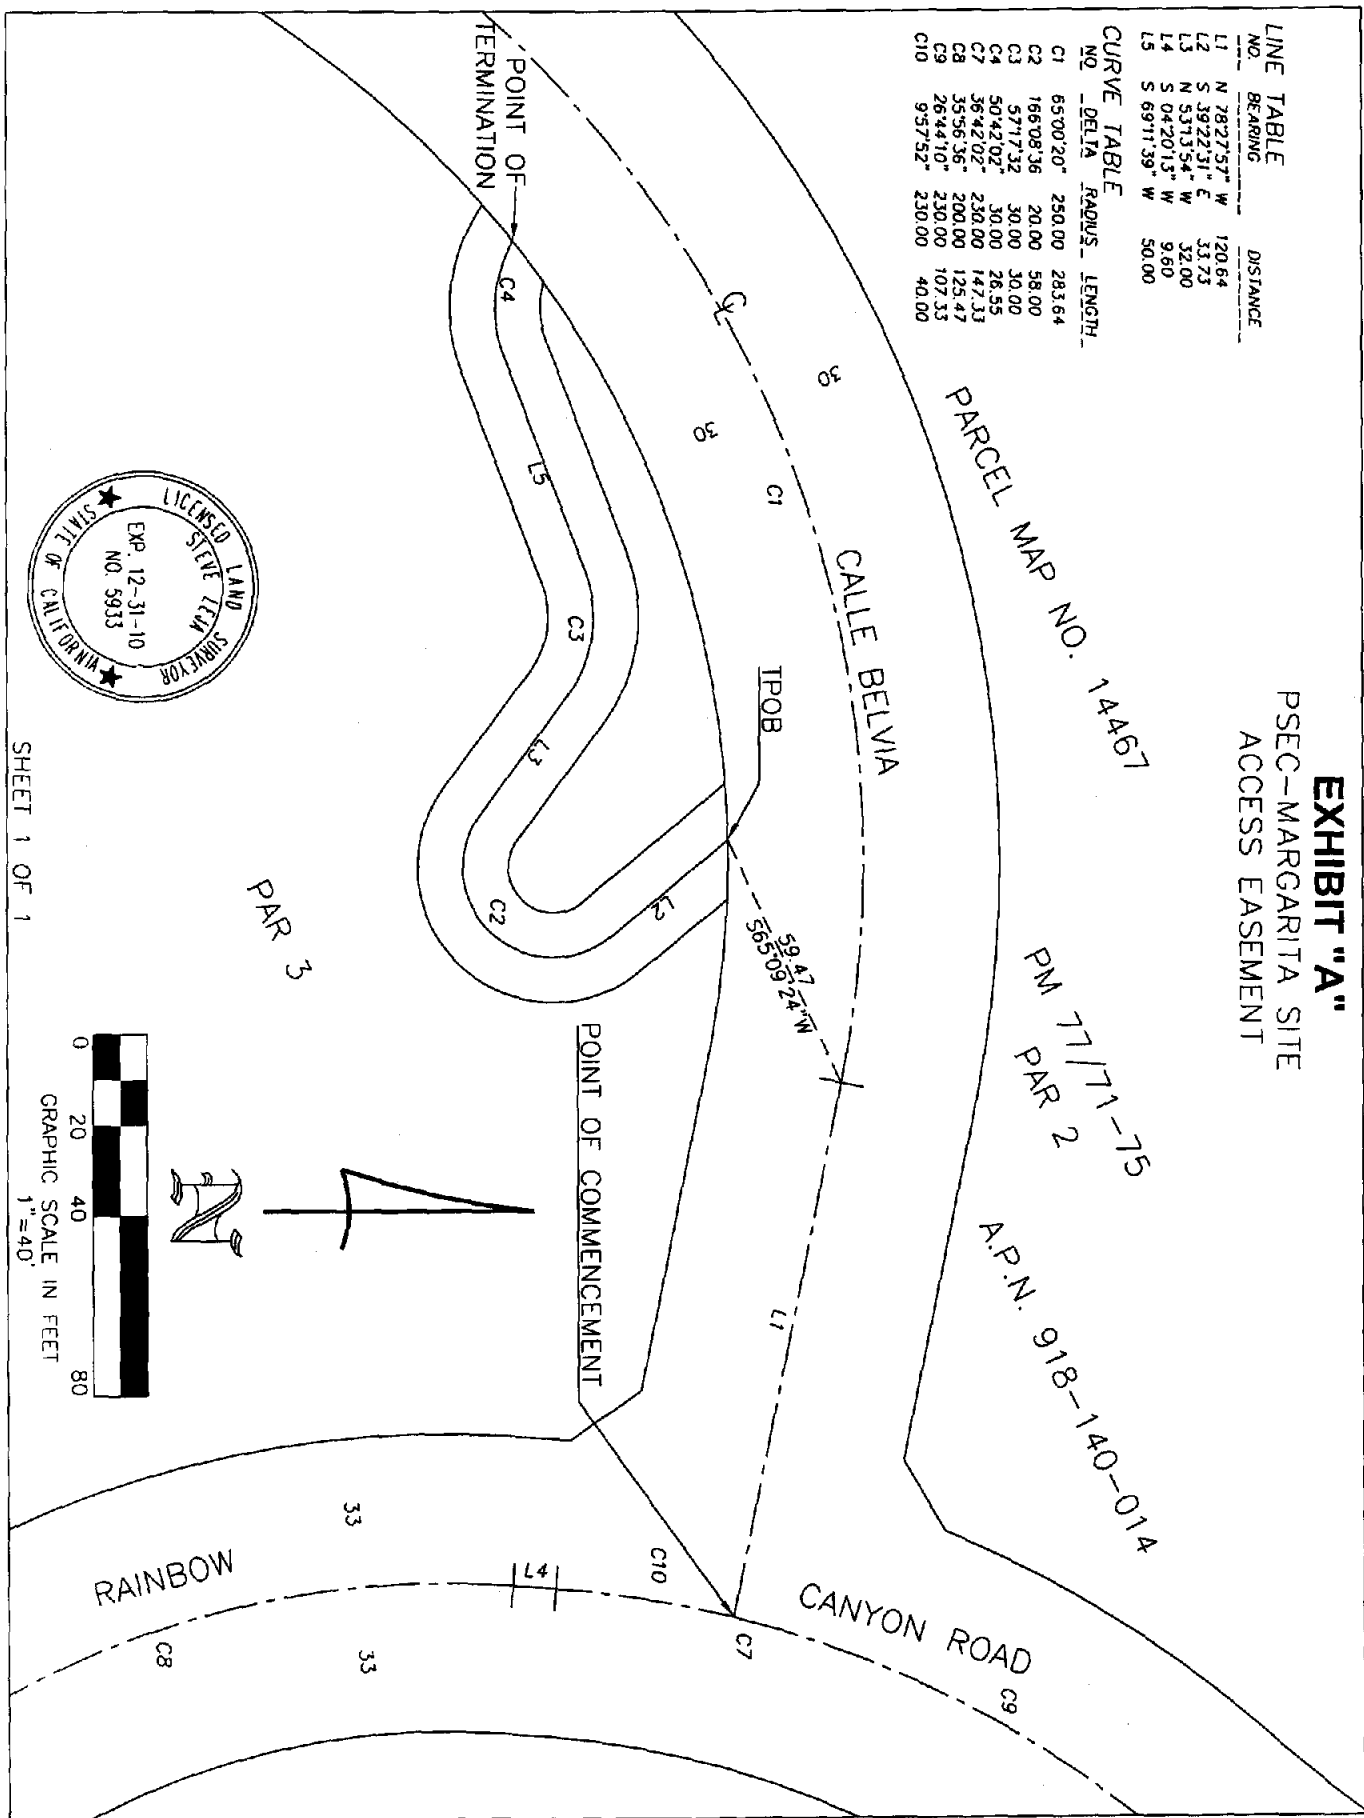 EXHIBIT "A"
PSEC-MARGARITA SITE
ACCESS EASEMENT
LINE TABLE
NO. BEARING DISTANCE
L1 N 78°27'57" W 120.64
L2 S 39°22'31" E 33.73
L3 N 53°13'54" W 32.00
L4 S 04°20'13" W 9.60
L5 S 69°11'39" W 50.00
CURVE TABLE
NO. DELTA RADIUS LENGTH
C1 65°00'20" 250.00 283.64
C2 166°08'36 20.00 58.00
C3 57°17'32 30.00 30.00
C4 50°42'02" 30.00 26.55
C7 36°42'02" 230.00 147.33
C8 35°56'36" 200.00 125.47
C9 26°44'10" 230.00 107.33
C10 9°57'52" 230.00 40.00
PARCEL MAP NO. 14467
PM 77/71-75
PAR 2
A.P.N. 918-140-014
CALLE BELVIA
℄
30
30
C1
TPOB
59.47
S65°09'24"W
L1
CANYON ROAD
C9
C7
C10
POINT OF
TERMINATION
C4
L5
C3
L3
C2
L2
POINT OF COMMENCEMENT
L4
33
33
RAINBOW
C8
PAR 3
N
LICENSED LAND SURVEYOR
STEVE LEJA
EXP. 12-31-10
NO. 5933
STATE OF CALIFORNIA
0 20 40 80
GRAPHIC SCALE IN FEET
1"=40'
SHEET 1 OF 1